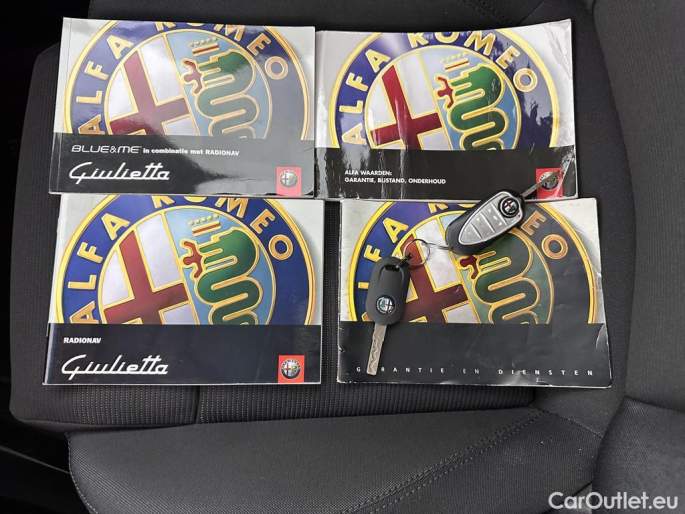 ALFA ROMEO
BLUE&ME™ in combinatie met RADIONAV
Giulietta
ALFA ROMEO
ALFA WAARDEN:
GARANTIE, BIJSTAND, ONDERHOUD
ALFA ROMEO
RADIONAV
Giulietta
ALFA ROMEO
GARANTIE EN DIENSTEN
CarOutlet.eu